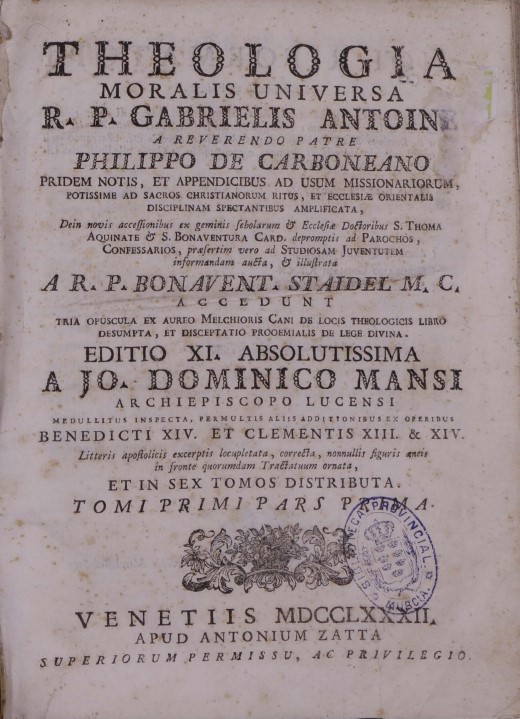 THEOLOGIA
MORALIS UNIVERSA
R. P. GABRIELIS ANTOINE
A REVERENDO PATRE
PHILIPPO DE CARBONEANO
PRIDEM NOTIS, ET APPENDICIBUS AD USUM MISSIONARIORUM,
POTISSIME AD SACROS CHRISTIANORUM RITUS, ET ECCLESIÆ ORIENTALIS
DISCIPLINAM SPECTANTIBUS AMPLIFICATA,
Dein novis accessionibus ex geminis scholarum & Ecclesiæ Doctoribus S. THOMA
AQUINATE & S. BONAVENTURA CARD. depromptis ad PAROCHOS,
CONFESSARIOS, præsertim vero ad STUDIOSAM JUVENTUTEM
informandam aucta, & illustrata
A R. P. BONAVENT. STAIDEL M. C.
ACCEDUNT
TRIA OPUSCULA EX AUREO MELCHIORIS CANI DE LOCIS THEOLOGICIS LIBRO
DESUMPTA, ET DISCEPTATIO PROOEMIALIS DE LEGE DIVINA.
EDITIO XI. ABSOLUTISSIMA
A JO. DOMINICO MANSI
ARCHIEPISCOPO LUCENSI
MEDULLITUS INSPECTA, PERMULTIS ALIIS ADDITIONIBUS EX OPERIBUS
BENEDICTI XIV. ET CLEMENTIS XIII. & XIV.
Litteris apostolicis excerptis locupletata, correcta, nonnullis figuris æneis
in fronte quorumdam Tractatuum ornata,
ET IN SEX TOMOS DISTRIBUTA.
TOMI PRIMI PARS PRIMA.
BIBLIOTECA PROVINCIAL
MURCIA
VENETIIS MDCCLXXXII.
APUD ANTONIUM ZATTA
SUPERIORUM PERMISSU, AC PRIVILEGIO.